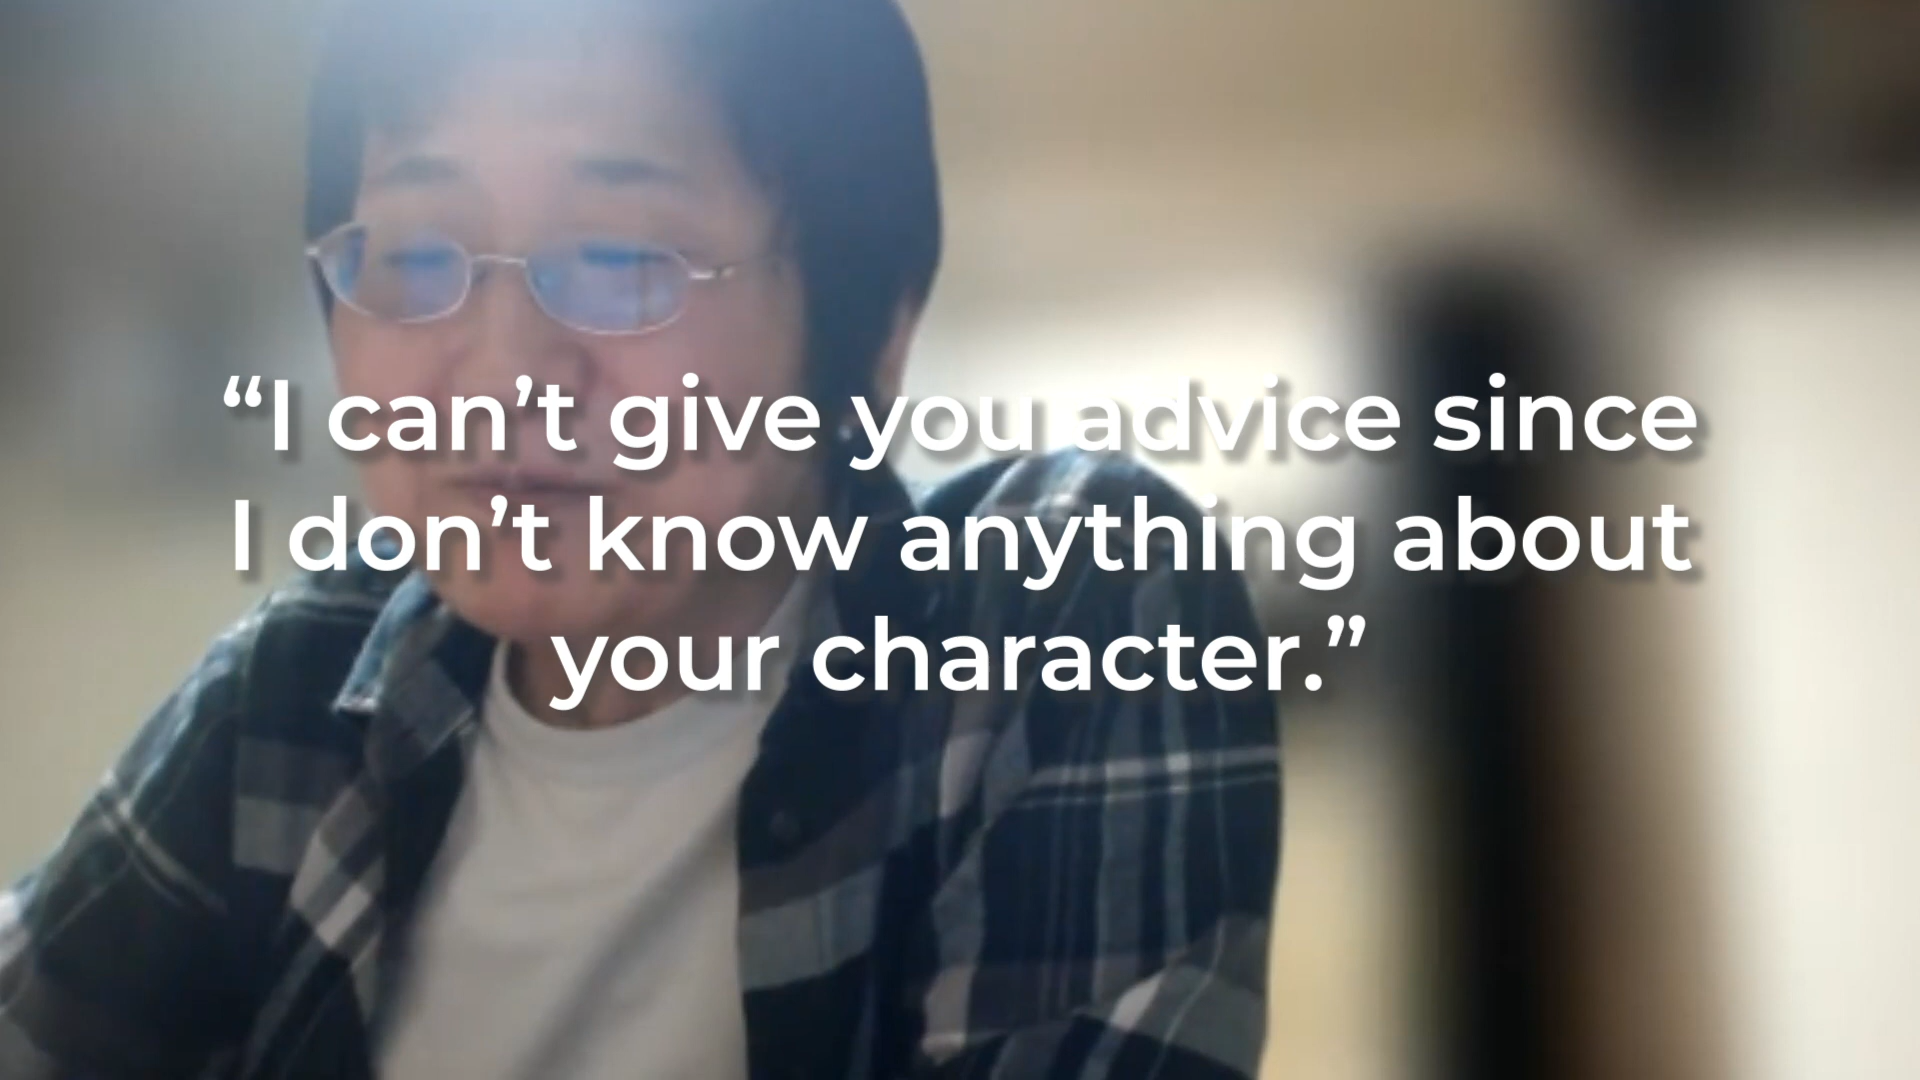 “I can’t give you advice since
I don’t know anything about
your character.”